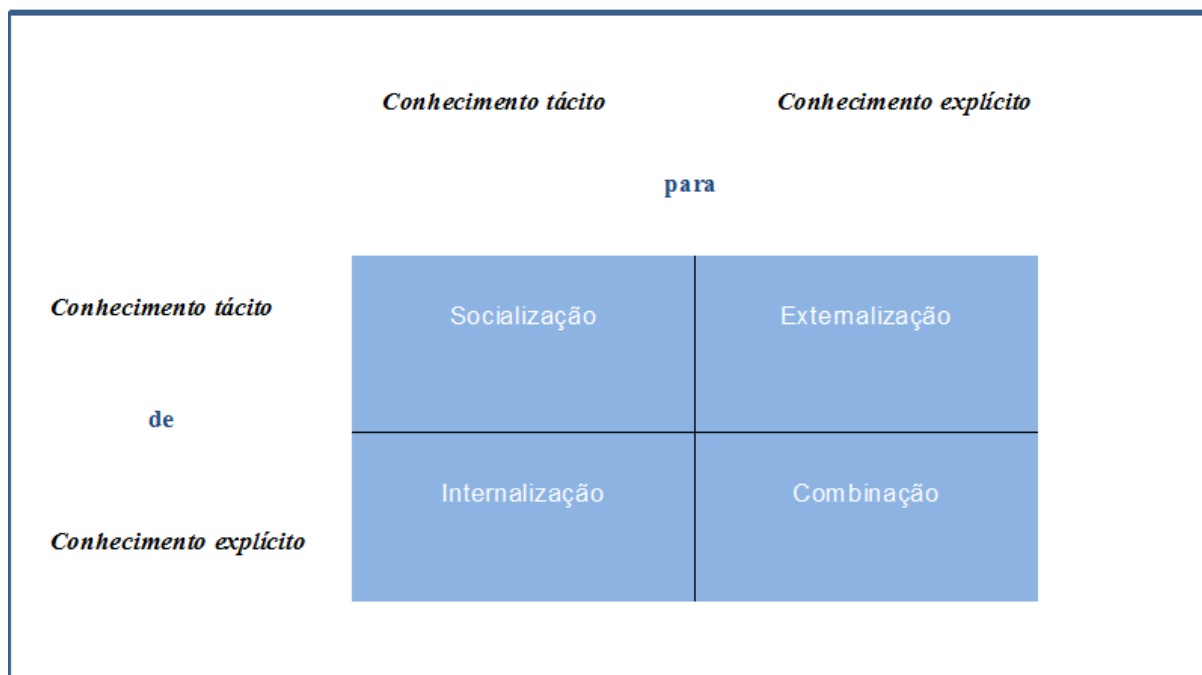 Conhecimento tácito Conhecimento explícito
para
Conhecimento tácito Socialização Externalização
de
Internalização Combinação
Conhecimento explícito